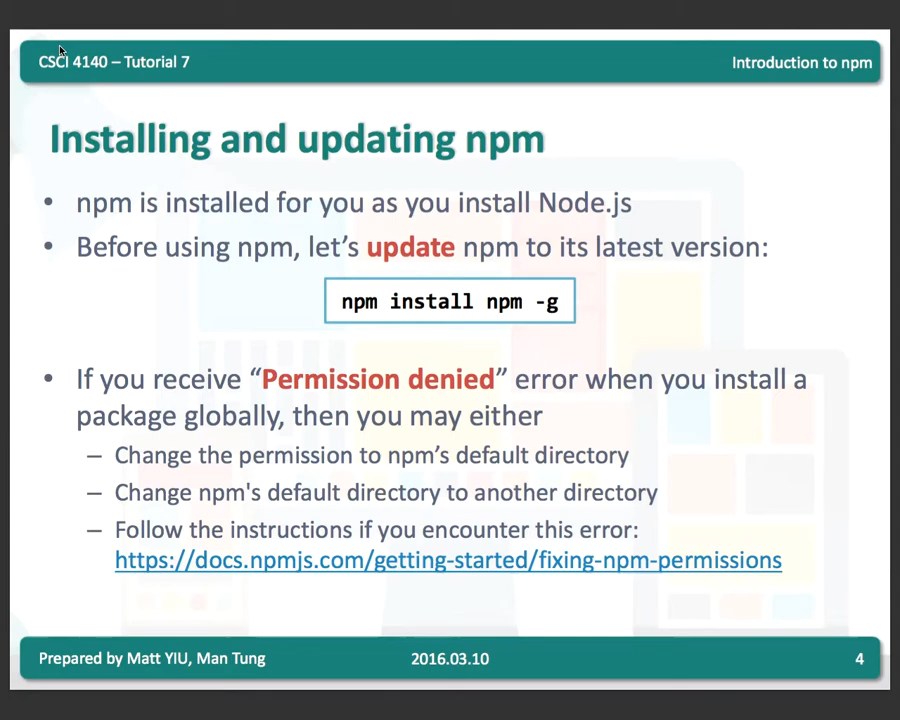 CSCI 4140 – Tutorial 7
Introduction to npm
Installing and updating npm
• npm is installed for you as you install Node.js
• Before using npm, let's update npm to its latest version:
npm install npm -g
• If you receive “Permission denied” error when you install a
package globally, then you may either
– Change the permission to npm's default directory
– Change npm's default directory to another directory
– Follow the instructions if you encounter this error:
https://docs.npmjs.com/getting-started/fixing-npm-permissions
Prepared by Matt YIU, Man Tung
2016.03.10
4